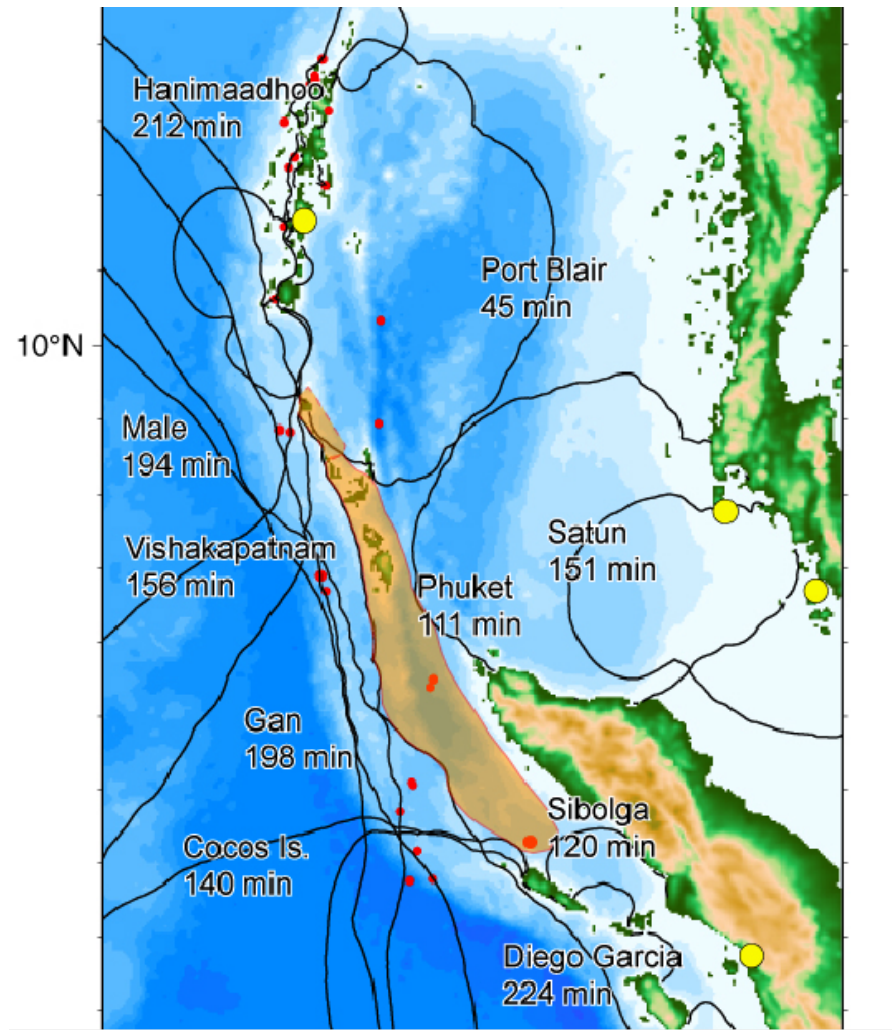 Hanimaadhoo
212 min
Port Blair
45 min
10°N
Male
194 min
Satun
151 min
Vishakapatnam
156 min
Phuket
111 min
Gan
198 min
Sibolga
120 min
Cocos Is.
140 min
Diego Garcia
224 min